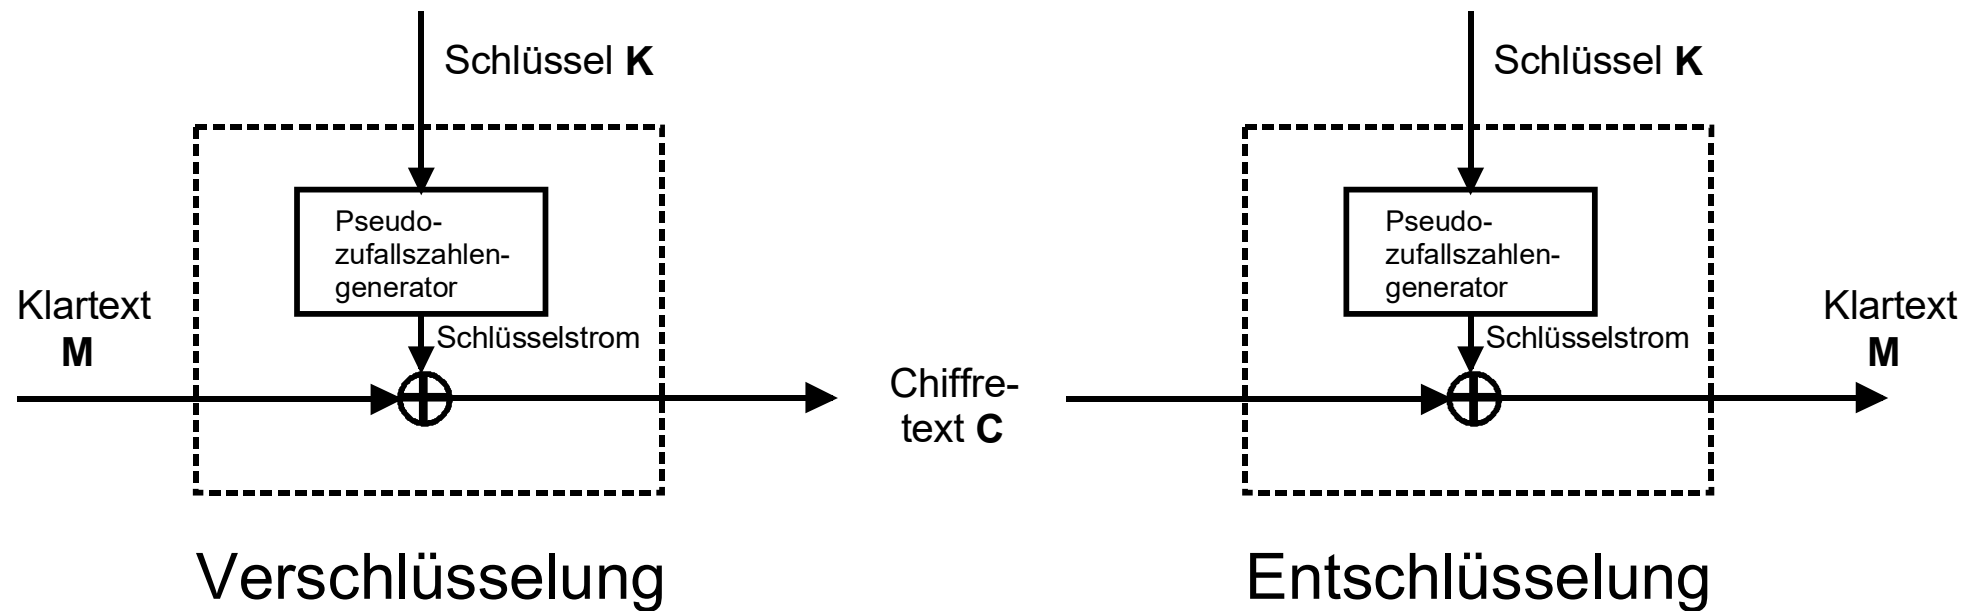 Schlüssel K
Pseudo-
zufallszahlen-
generator
Klartext
M
Schlüsselstrom
Chiffre-
text C
Schlüssel K
Pseudo-
zufallszahlen-
generator
Schlüsselstrom
Klartext
M
Verschlüsselung
Entschlüsselung